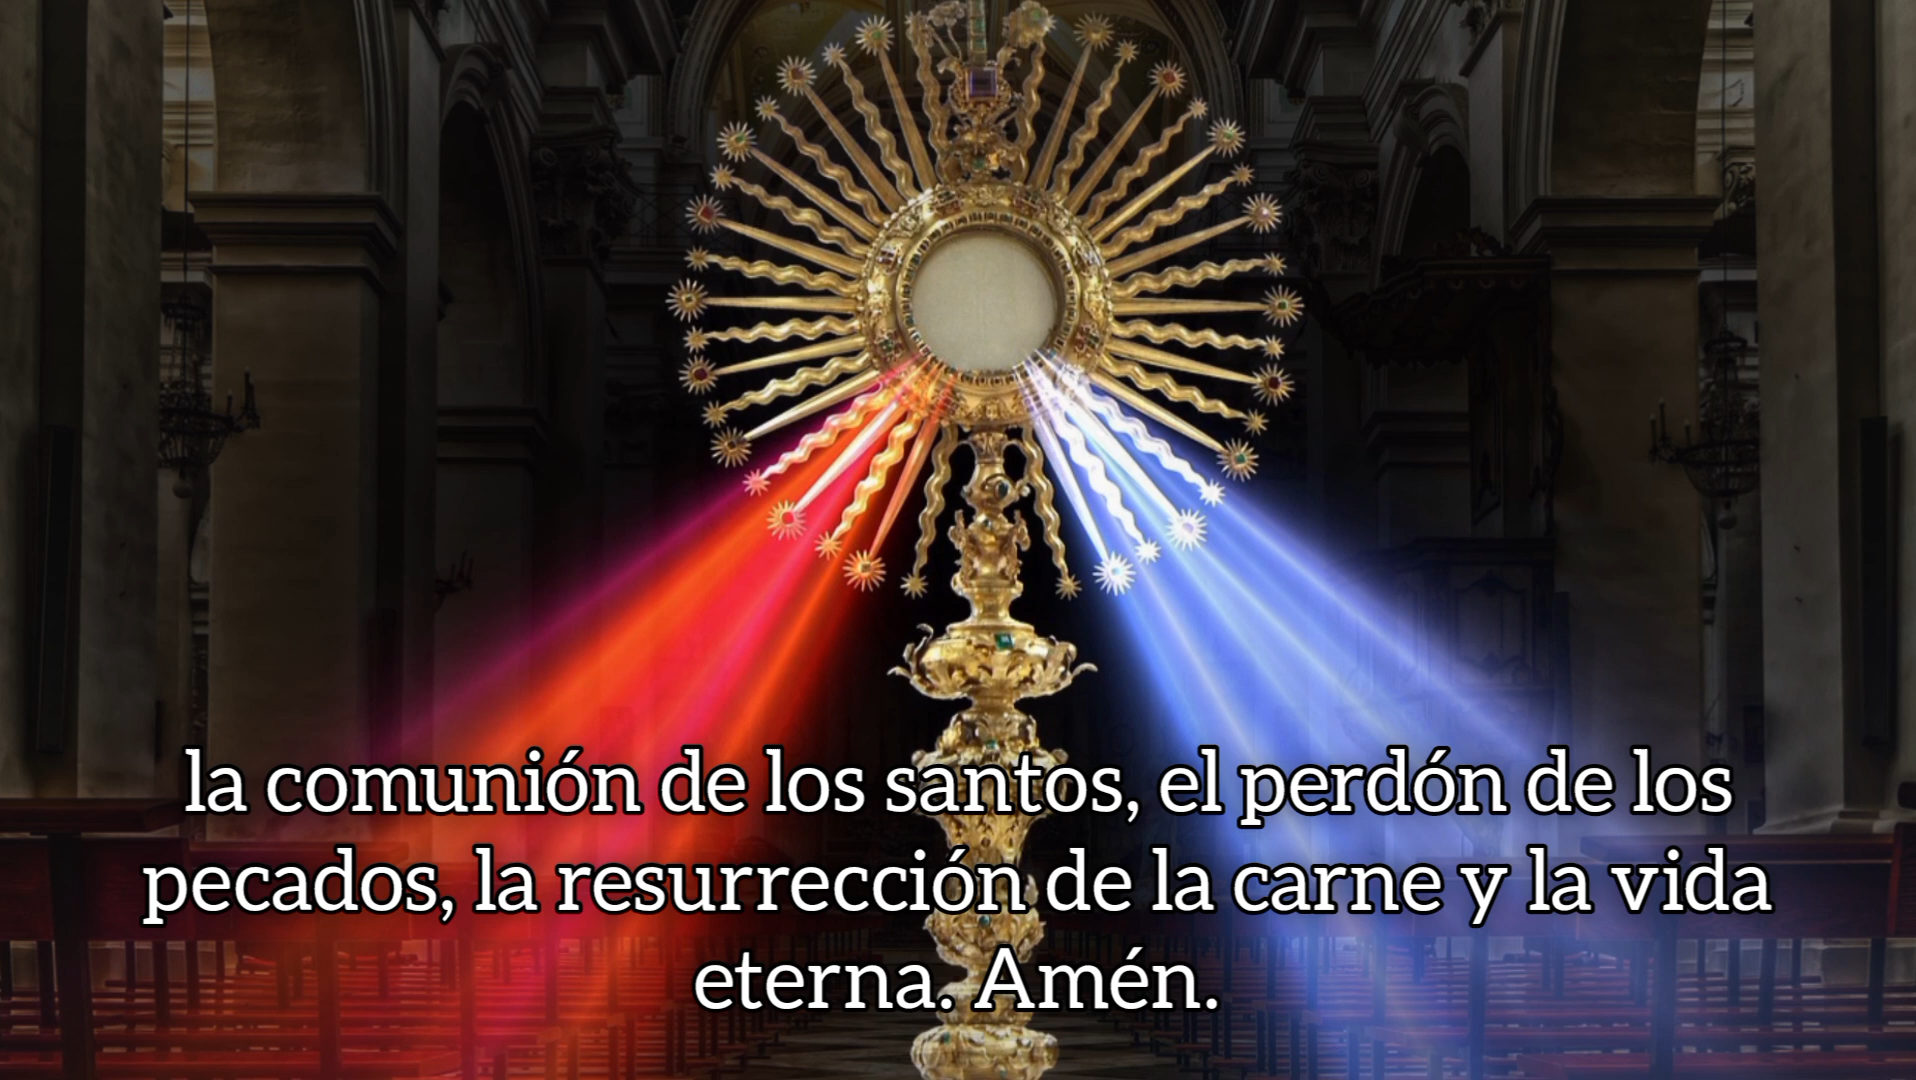 la comunión de los santos, el perdón de los
pecados, la resurrección de la carne y la vida
eterna. Amén.